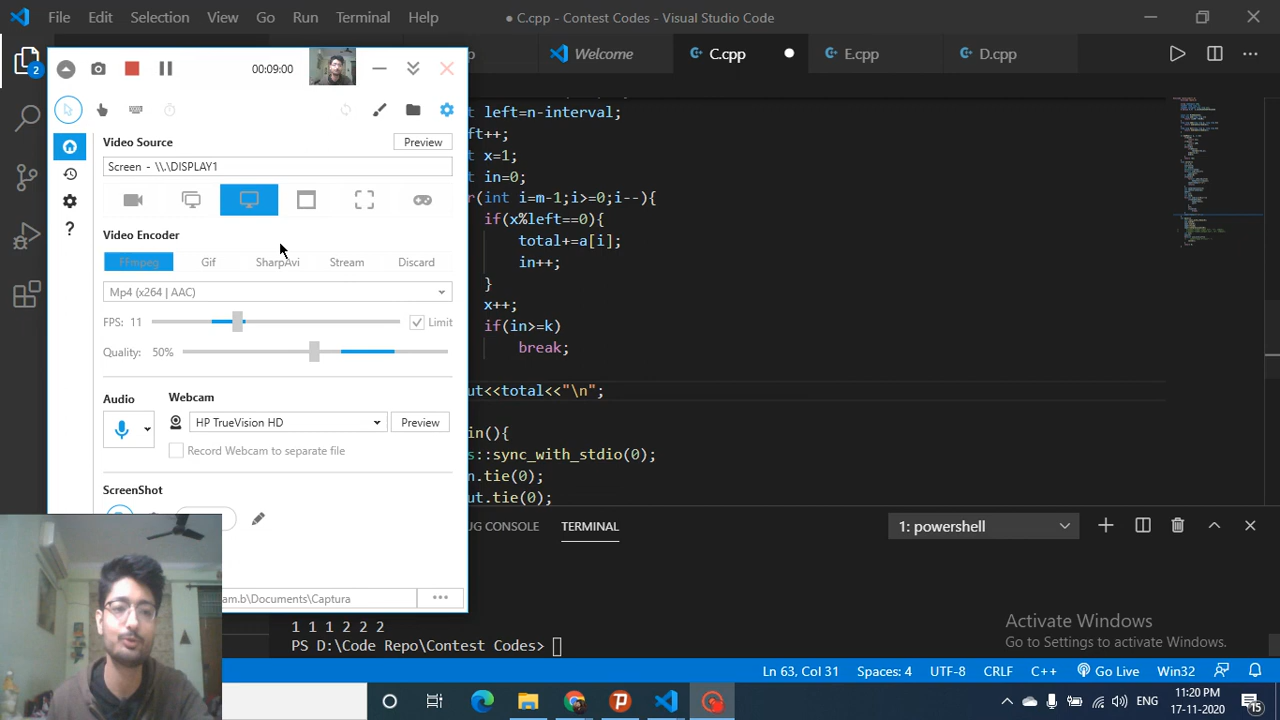 File Edit Selection View Go Run Terminal Help
● C.cpp - Contest Codes - Visual Studio Code
2
00:09:00
Welcome
C.cpp
E.cpp
D.cpp
Video Source
Preview
Screen - \\.\DISPLAY1
Video Encoder
FFmpeg Gif SharpAvi Stream Discard
Mp4 (x264 | AAC)
FPS: 11
Limit
Quality: 50%
Audio
Webcam
HP TrueVision HD
Preview
Record Webcam to separate file
ScreenShot
am.b\Documents\Captura
•••
t left=n-interval;
ft++;
t x=1;
t in=0;
r(int i=m-1;i>=0;i--){
if(x%left==0){
total+=a[i];
in++;
}
x++;
if(in>=k)
break;
ut<<total<<"\n";
in(){
s::sync_with_stdio(0);
n.tie(0);
ut.tie(0);
UG CONSOLE TERMINAL
1: powershell
1 1 1 2 2 2
PS D:\Code Repo\Contest Codes>
Activate Windows
Go to Settings to activate Windows.
Ln 63, Col 31 Spaces: 4 UTF-8 CRLF C++ Go Live Win32
ENG
11:20 PM
17-11-2020
15